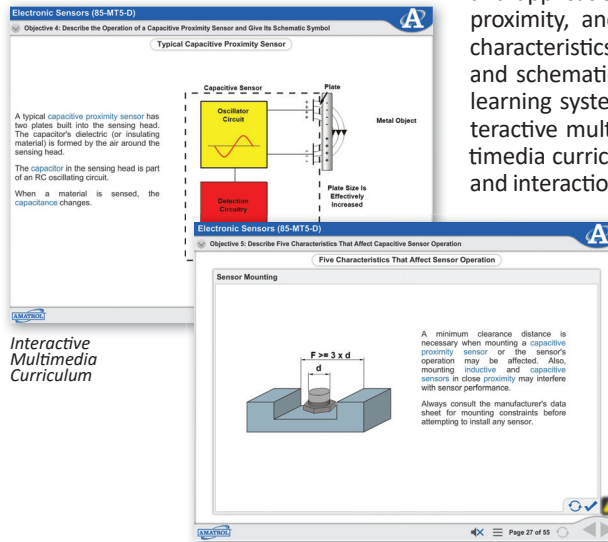 Electronic Sensors (85-MT5-D)
Objective 4: Describe the Operation of a Capacitive Proximity Sensor and Give Its Schematic Symbol
Typical Capacitive Proximity Sensor
A typical capacitive proximity sensor has
two plates built into the sensing head.
The capacitor's dielectric (or insulating
material) is formed by the air around the
sensing head.
The capacitor in the sensing head is part
of an RC oscillating circuit.
When a material is sensed, the
capacitance changes.
Capacitive Sensor
Plate
Oscillator
Circuit
Metal Object
Plate Size Is
Effectively
Increased
Detection
Circuitry
AMATROL
proximity, and
characteristics
and schemati
learning syste
teractive mult
timedia curric
and interactio
Interactive
Multimedia
Curriculum
Electronic Sensors (85-MT5-D)
Objective 5: Describe Five Characteristics That Affect Capacitive Sensor Operation
Five Characteristics That Affect Sensor Operation
Sensor Mounting
F >= 3 x d
d
A minimum clearance distance is
necessary when mounting a capacitive
proximity sensor or the sensor's
operation may be affected. Also,
mounting inductive and capacitive
sensors in close proximity may interfere
with sensor performance.
Always consult the manufacturer's data
sheet for mounting constraints before
attempting to install any sensor.
AMATROL
Page 27 of 55